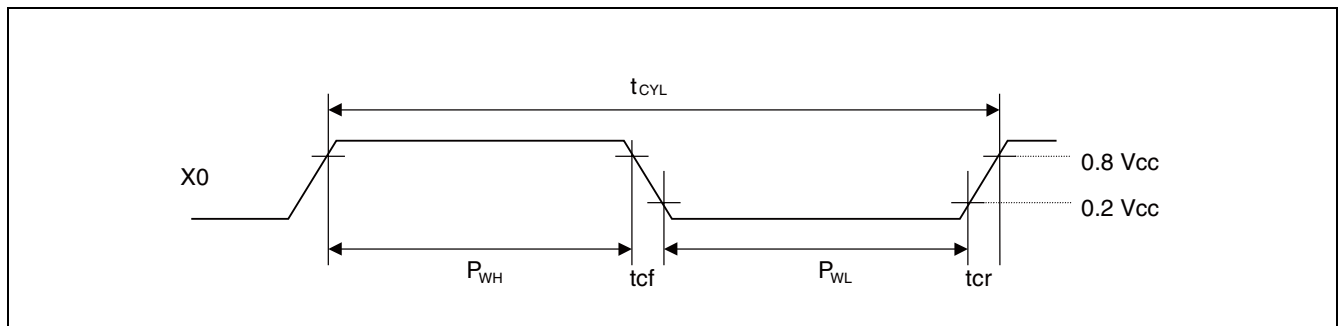 tCYL
X0
0.8 Vcc
0.2 Vcc
PWH
tcf
PWL
tcr